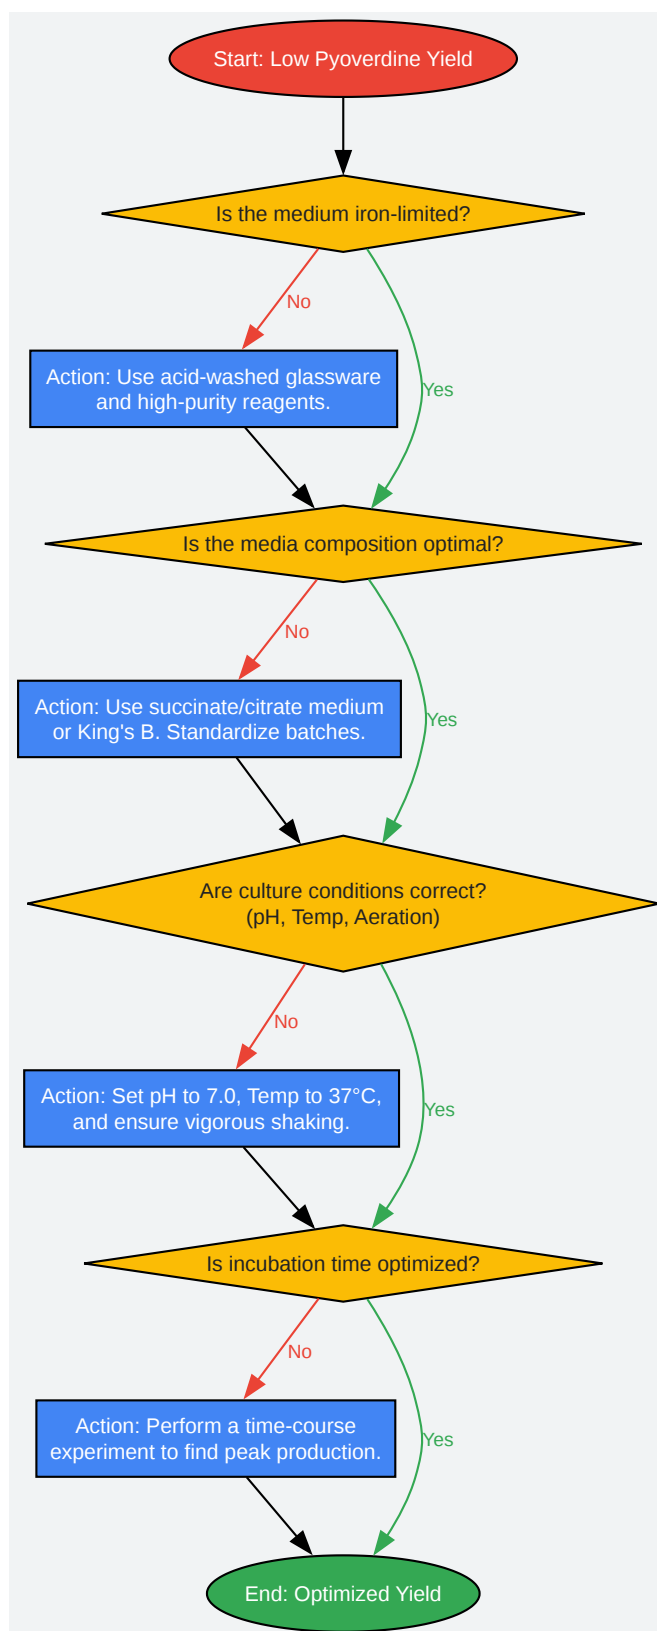 Start: Low Pyoverdine Yield
Is the medium iron-limited?
No
Action: Use acid-washed glassware
and high-purity reagents.
Yes
Is the media composition optimal?
No
Action: Use succinate/citrate medium
or King's B. Standardize batches.
Yes
Are culture conditions correct?
(pH, Temp, Aeration)
No
Action: Set pH to 7.0, Temp to 37°C,
and ensure vigorous shaking.
Yes
Is incubation time optimized?
No
Action: Perform a time-course
experiment to find peak production.
Yes
End: Optimized Yield